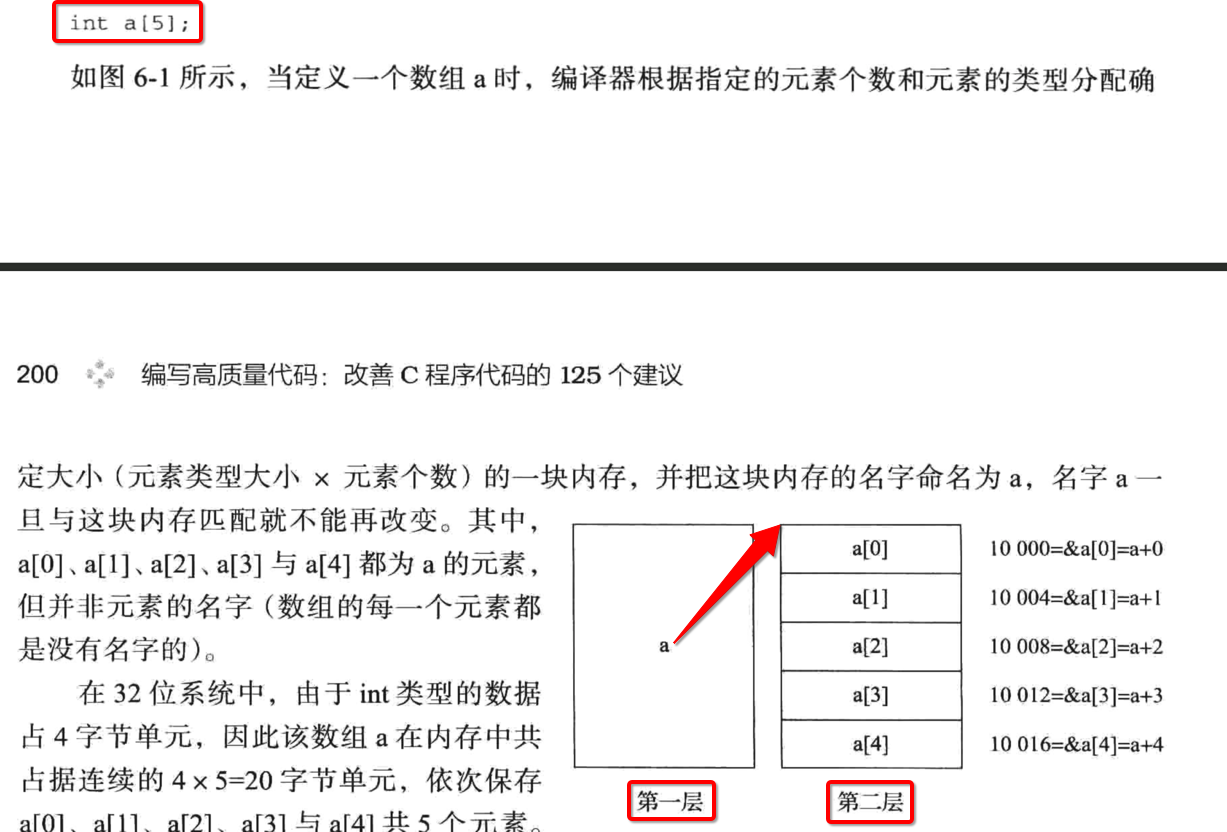 int a[5];
如图 6-1 所示，当定义一个数组 a 时，编译器根据指定的元素个数和元素的类型分配确
200 编写高质量代码：改善 C 程序代码的 125 个建议
定大小（元素类型大小 × 元素个数）的一块内存，并把这块内存的名字命名为 a，名字 a 一
旦与这块内存匹配就不能再改变。其中，
a[0]、a[1]、a[2]、a[3] 与 a[4] 都为 a 的元素，
但并非元素的名字（数组的每一个元素都
是没有名字的）。
在 32 位系统中，由于 int 类型的数据
占 4 字节单元，因此该数组 a 在内存中共
占据连续的 4 × 5=20 字节单元，依次保存
a[0]、a[1]、a[2]、a[3] 与 a[4] 共 5 个元素。
a
a[0] 10 000=&a[0]=a+0
a[1] 10 004=&a[1]=a+1
a[2] 10 008=&a[2]=a+2
a[3] 10 012=&a[3]=a+3
a[4] 10 016=&a[4]=a+4
第一层 第二层